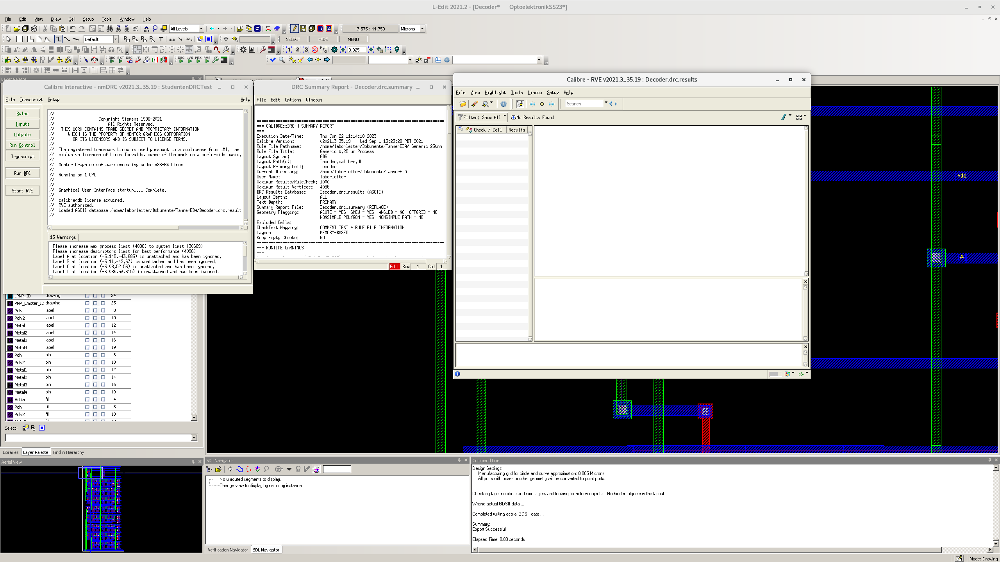 L-Edit 2021.2 - [Decoder* OptoelektronikSS23*]
File Edit View Draw Cell Setup Tools Window Help
All Levels
-7,575 : 44,750
Microns
Default
SELECT HIDE MENU
0.025
DRC EXT DRC
DRC LVS PEX RVE
Layer Palette
Calibre Interactive - nmDRC v2021.3_35.19 : StudentenDRCTest
File Transcript Setup Help
Rules
Inputs
Outputs
Run Control
Transcript
Run DRC
Start RVE
//
// Copyright Siemens 1996-2021
// All Rights Reserved.
// THIS WORK CONTAINS TRADE SECRET AND PROPRIETARY INFORMATION
// WHICH IS THE PROPERTY OF MENTOR GRAPHICS CORPORATION
// OR ITS LICENSORS AND IS SUBJECT TO LICENSE TERMS.
//
// The registered trademark Linux is used pursuant to a sublicense from LMI, the
// exclusive licensee of Linus Torvalds, owner of the mark on a world-wide basis.
//
// Mentor Graphics software executing under x86-64 Linux
//
// Running on 1 CPU
//
//
// Graphical User-Interface startup.... Complete.
//
// calibreqdb license acquired.
// RVE authorized.
// Loaded ASCII database /home/laborleiter/Dokumente/TannerEDA/Decoder.drc.result
//
13 Warnings
Please increase max process limit (4096) to system limit (30689)
Please increase descriptors limit for best performance (4096)
Label A at location (-3.145,-43.685) is unattached and has been ignored.
Label B at location (-3.11,-42.67) is unattached and has been ignored.
Label C at location (-3.08,52.56) is unattached and has been ignored.
Label D at location (-3.085,53.615) is unattached and has been ignored.
DRC Summary Report - Decoder.drc.summary
File Edit Options Windows
=== CALIBRE::DRC-H SUMMARY REPORT
===
Execution Date/Time: Thu Jun 22 11:14:10 2023
Calibre Version: v2021.3_35.19 Wed Sep 1 15:25:28 PDT 2021
Rule File Pathname: /home/laborleiter/Dokumente/TannerEDA/_Generic_250nm_
Rule File Title: Generic 0.25 um Process
Layout System: GDS
Layout Path(s): Decoder.calibre.db
Layout Primary Cell: Decoder
Current Directory: /home/laborleiter/Dokumente/TannerEDA
User Name: laborleiter
Maximum Results/RuleCheck: 1000
Maximum Result Vertices: 4096
DRC Results Database: Decoder.drc.results (ASCII)
Layout Depth: ALL
Text Depth: PRIMARY
Summary Report File: Decoder.drc.summary (REPLACE)
Geometry Flagging: ACUTE = YES SKEW = YES ANGLED = NO OFFGRID = NO
NONSIMPLE POLYGON = YES NONSIMPLE PATH = NO
Excluded Cells:
CheckText Mapping: COMMENT TEXT + RULE FILE INFORMATION
Layers: MEMORY-BASED
Keep Empty Checks: NO
--- RUNTIME WARNINGS
---
Edit Row 1 Col 1
Calibre - RVE v2021.3_35.19 : Decoder.drc.results
File View Highlight Tools Window Setup Help
Search
Filter: Show All No Results Found
Check / Cell Results
Vdd
A
LPNP_ID drawing 24
PNP_Emitter_ID drawing 25
Poly label 8
Poly2 label 10
Metal1 label 12
Metal2 label 14
Metal3 label 16
Metal4 label 19
Poly pin 8
Poly2 pin 10
Metal1 pin 12
Metal2 pin 14
Metal3 pin 16
Metal4 pin 19
Active fill 4
Poly fill 8
Poly2 fill 10
Select:
Libraries Layer Palette Find in Hierarchy
Aerial View
SDL Navigator
No unrouted segments to display.
Change view to display by net or by instance.
Verification Navigator SDL Navigator
Command Line
Design Settings:
Manufacturing grid for circle and curve approximation: 0.005 Microns
All ports with boxes or other geometry will be converted to point ports.
Checking layer numbers and wire styles, and looking for hidden objects ...No hidden objects in the layout.
Writing actual GDSII data ...
Completed writing actual GDSII data ...
Summary:
Export Successful.
Elapsed Time: 0.00 seconds
Mode: Drawing